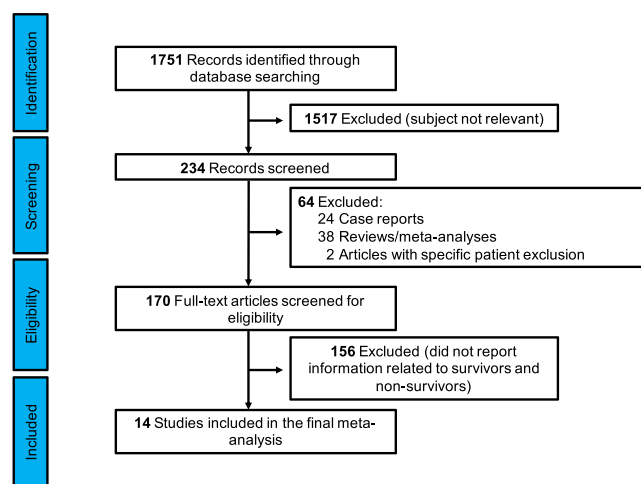 Identification
1751 Records identified through
database searching
1517 Excluded (subject not relevant)
Screening
234 Records screened
64 Excluded:
24 Case reports
38 Reviews/meta-analyses
2 Articles with specific patient exclusion
Eligibility
170 Full-text articles screened for
eligibility
156 Excluded (did not report
information related to survivors and
non-survivors)
Included
14 Studies included in the final meta-
analysis